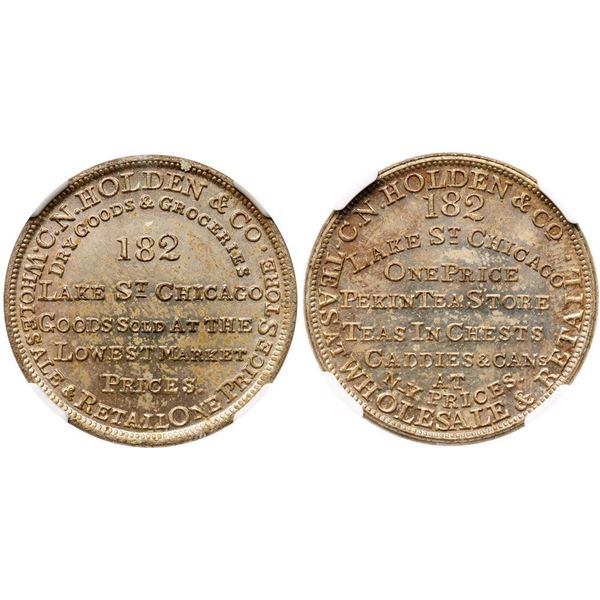 C.N. HOLDEN & CO.
WHOLESALE & RETAIL ONE PRICE STORE
DRY GOODS & GROCERIES
182
LAKE ST CHICAGO
GOODS SOLD AT THE
LOWEST MARKET
PRICES
C.N. HOLDEN & CO.
TEAS AT WHOLESALE & RETAIL
182
LAKE ST CHICAGO
ONE PRICE
PEKIN TEA STORE
TEAS IN CHESTS
CADDIES & CANS
AT
N.Y. PRICES